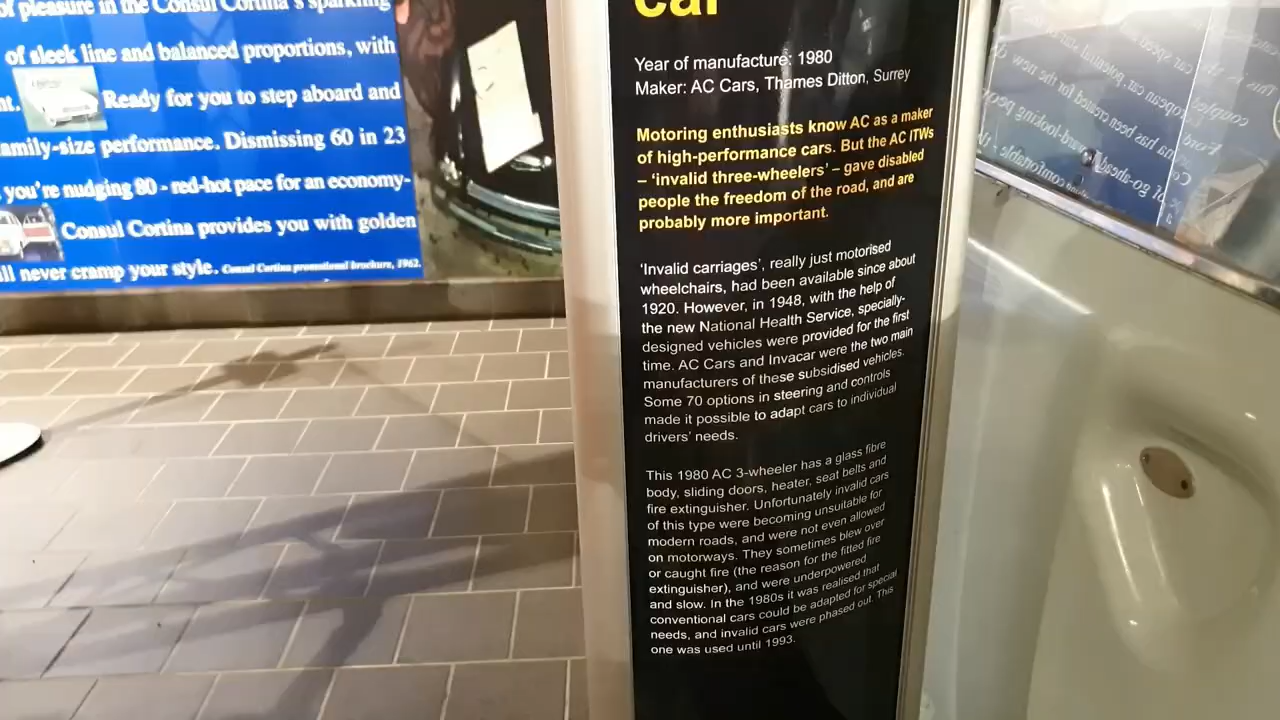 of pleasure in the Consul Cortina's sparkling
of sleek line and balanced proportions, with
Ready for you to step aboard and
family-size performance. Dismissing 60 in 23
you're nudging 80 - red-hot pace for an economy-
Consul Cortina provides you with golden
never cramp your style. Consul Cortina promotional brochure, 1962.
car
Year of manufacture: 1980
Maker: AC Cars, Thames Ditton, Surrey
Motoring enthusiasts know AC as a maker
of high-performance cars. But the AC ITWs
– 'invalid three-wheelers' – gave disabled
people the freedom of the road, and are
probably more important.
'Invalid carriages', really just motorised
wheelchairs, had been available since about
1920. However, in 1948, with the help of
the new National Health Service, specially-
designed vehicles were provided for the first
time. AC Cars and Invacar were the two main
manufacturers of these subsidised vehicles.
Some 70 options in steering and controls
made it possible to adapt cars to individual
drivers' needs.
This 1980 AC 3-wheeler has a glass fibre
body, sliding doors, heater, seat belts and
fire extinguisher. Unfortunately invalid cars
of this type were becoming unsuitable for
modern roads, and were not even allowed
on motorways. They sometimes blew over
or caught fire (the reason for the fitted fire
extinguisher), and were underpowered
and slow. In the 1980s it was realised that
conventional cars could be adapted for special
needs, and invalid cars were phased out. This
one was used until 1993.